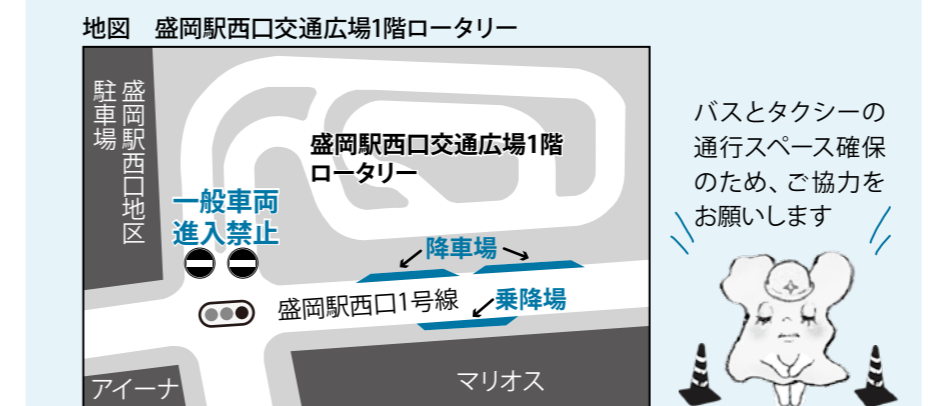 地図　盛岡駅西口交通広場1階ロータリー
盛岡駅西口地区
駐車場
盛岡駅西口交通広場1階
ロータリー
一般車両
進入禁止
降車場
盛岡駅西口1号線
乗降場
アイーナ
マリオス
バスとタクシーの
通行スペース確保
のため、ご協力を
お願いします